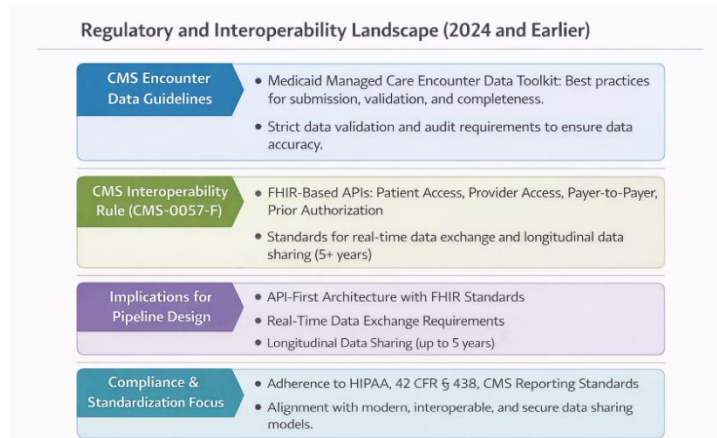 Regulatory and Interoperability Landscape (2024 and Earlier)
CMS Encounter
Data Guidelines
• Medicaid Managed Care Encounter Data Toolkit: Best practices
for submission, validation, and completeness.
• Strict data validation and audit requirements to ensure data
accuracy.
CMS Interoperability
Rule (CMS-0057-F)
• FHIR-Based APIs: Patient Access, Provider Access, Payer-to-Payer,
Prior Authorization
• Standards for real-time data exchange and longitudinal data
sharing (5+ years)
Implications for
Pipeline Design
• API-First Architecture with FHIR Standards
• Real-Time Data Exchange Requirements
• Longitudinal Data Sharing (up to 5 years)
Compliance &
Standardization Focus
• Adherence to HIPAA, 42 CFR § 438, CMS Reporting Standards
• Alignment with modern, interoperable, and secure data sharing
models.